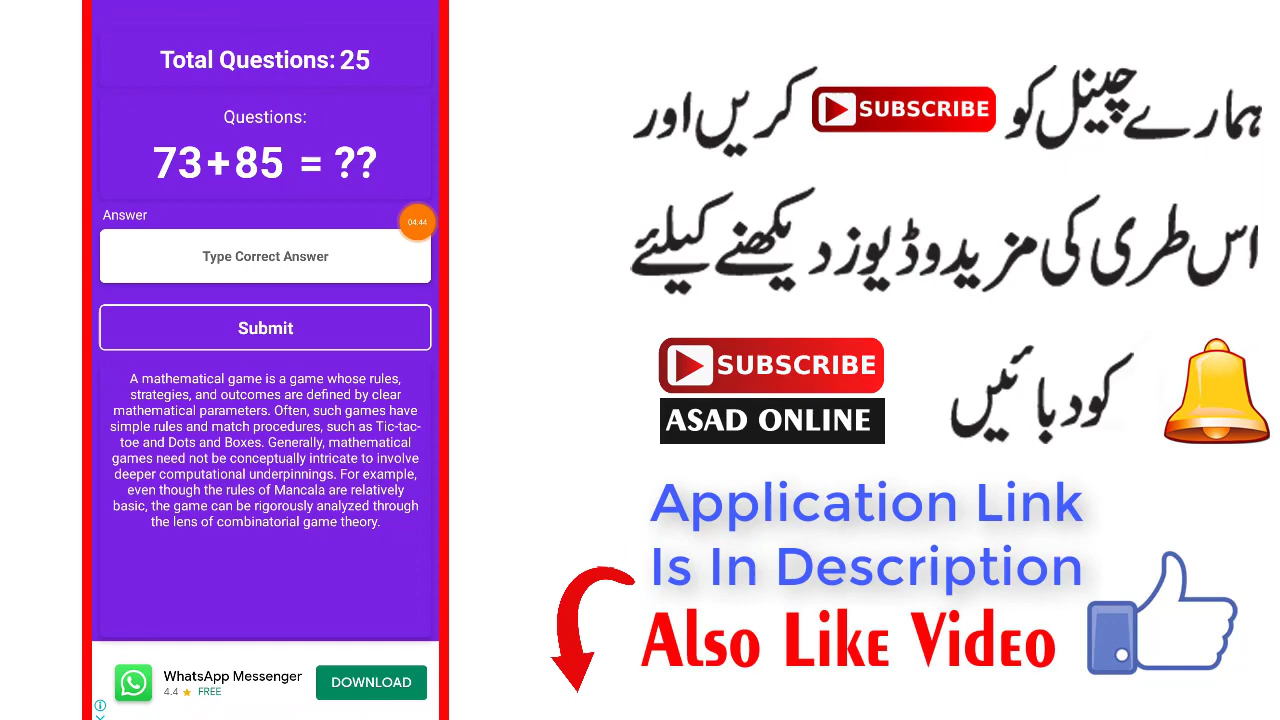 Total Questions: 25
Questions:
73+85 = ??
Answer
04:44
Type Correct Answer
Submit
A mathematical game is a game whose rules,
strategies, and outcomes are defined by clear
mathematical parameters. Often, such games have
simple rules and match procedures, such as Tic-tac-
toe and Dots and Boxes. Generally, mathematical
games need not be conceptually intricate to involve
deeper computational underpinnings. For example,
even though the rules of Mancala are relatively
basic, the game can be rigorously analyzed through
the lens of combinatorial game theory.
WhatsApp Messenger
4.4 ★ FREE
DOWNLOAD
ہمارے چینل کو SUBSCRIBE کریں اور
اس طری کی مزید وڈیوز دیکھنے کیلئے
SUBSCRIBE کو دبائیں
ASAD ONLINE
Application Link
Is In Description
Also Like Video